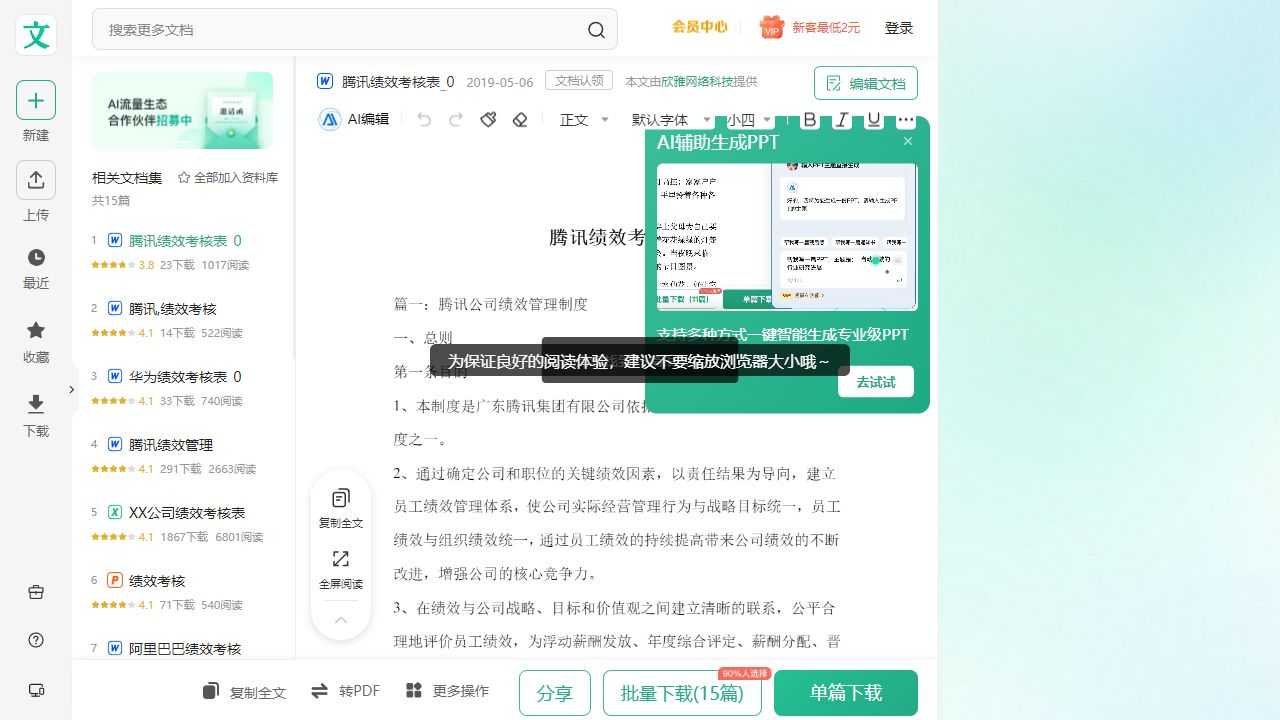 文
搜索更多文档
会员中心
VIP
新客最低2元
登录
新建
上传
最近
收藏
下载
AI流量生态
合作伙伴招募中
邀请函
相关文档集
全部加入资料库
共15篇
1 腾讯绩效考核表_0
3.8 23下载 1017阅读
2 腾讯,绩效考核
4.1 14下载 522阅读
3 华为绩效考核表_0
4.1 33下载 740阅读
4 腾讯绩效管理
4.1 291下载 2663阅读
5 XX公司绩效考核表
4.1 1867下载 6801阅读
6 绩效考核
4.1 71下载 540阅读
7 阿里巴巴绩效考核
腾讯绩效考核表_0 2019-05-06 文档认领 本文由欣雅网络科技提供
编辑文档
AI编辑 正文 默认字体 小四 B I U
AI辅助生成PPT
批量下载
单篇下载
支持多种方式一键智能生成专业级PPT
去试试
腾讯绩效考
篇一：腾讯公司绩效管理制度
一、总则
为保证良好的阅读体验，建议不要缩放浏览器大小哦～
第一条目的
1、本制度是广东腾讯集团有限公司依
度之一。
2、通过确定公司和职位的关键绩效因素，以责任结果为导向，建立
员工绩效管理体系，使公司实际经营管理行为与战略目标统一，员工
绩效与组织绩效统一，通过员工绩效的持续提高带来公司绩效的不断
改进，增强公司的核心竞争力。
3、在绩效与公司战略、目标和价值观之间建立清晰的联系，公平合
理地评价员工绩效，为浮动薪酬发放、年度综合评定、薪酬分配、晋
复制全文
全屏阅读
复制全文
转PDF
更多操作
分享
批量下载(15篇)
90%人选择
单篇下载